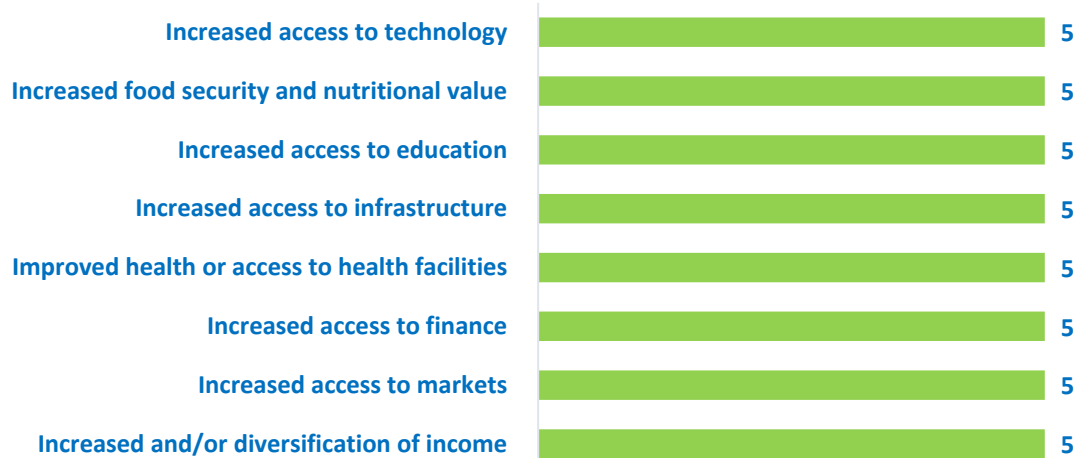 Increased access to technology 5
Increased food security and nutritional value 5
Increased access to education 5
Increased access to infrastructure 5
Improved health or access to health facilities 5
Increased access to finance 5
Increased access to markets 5
Increased and/or diversification of income 5